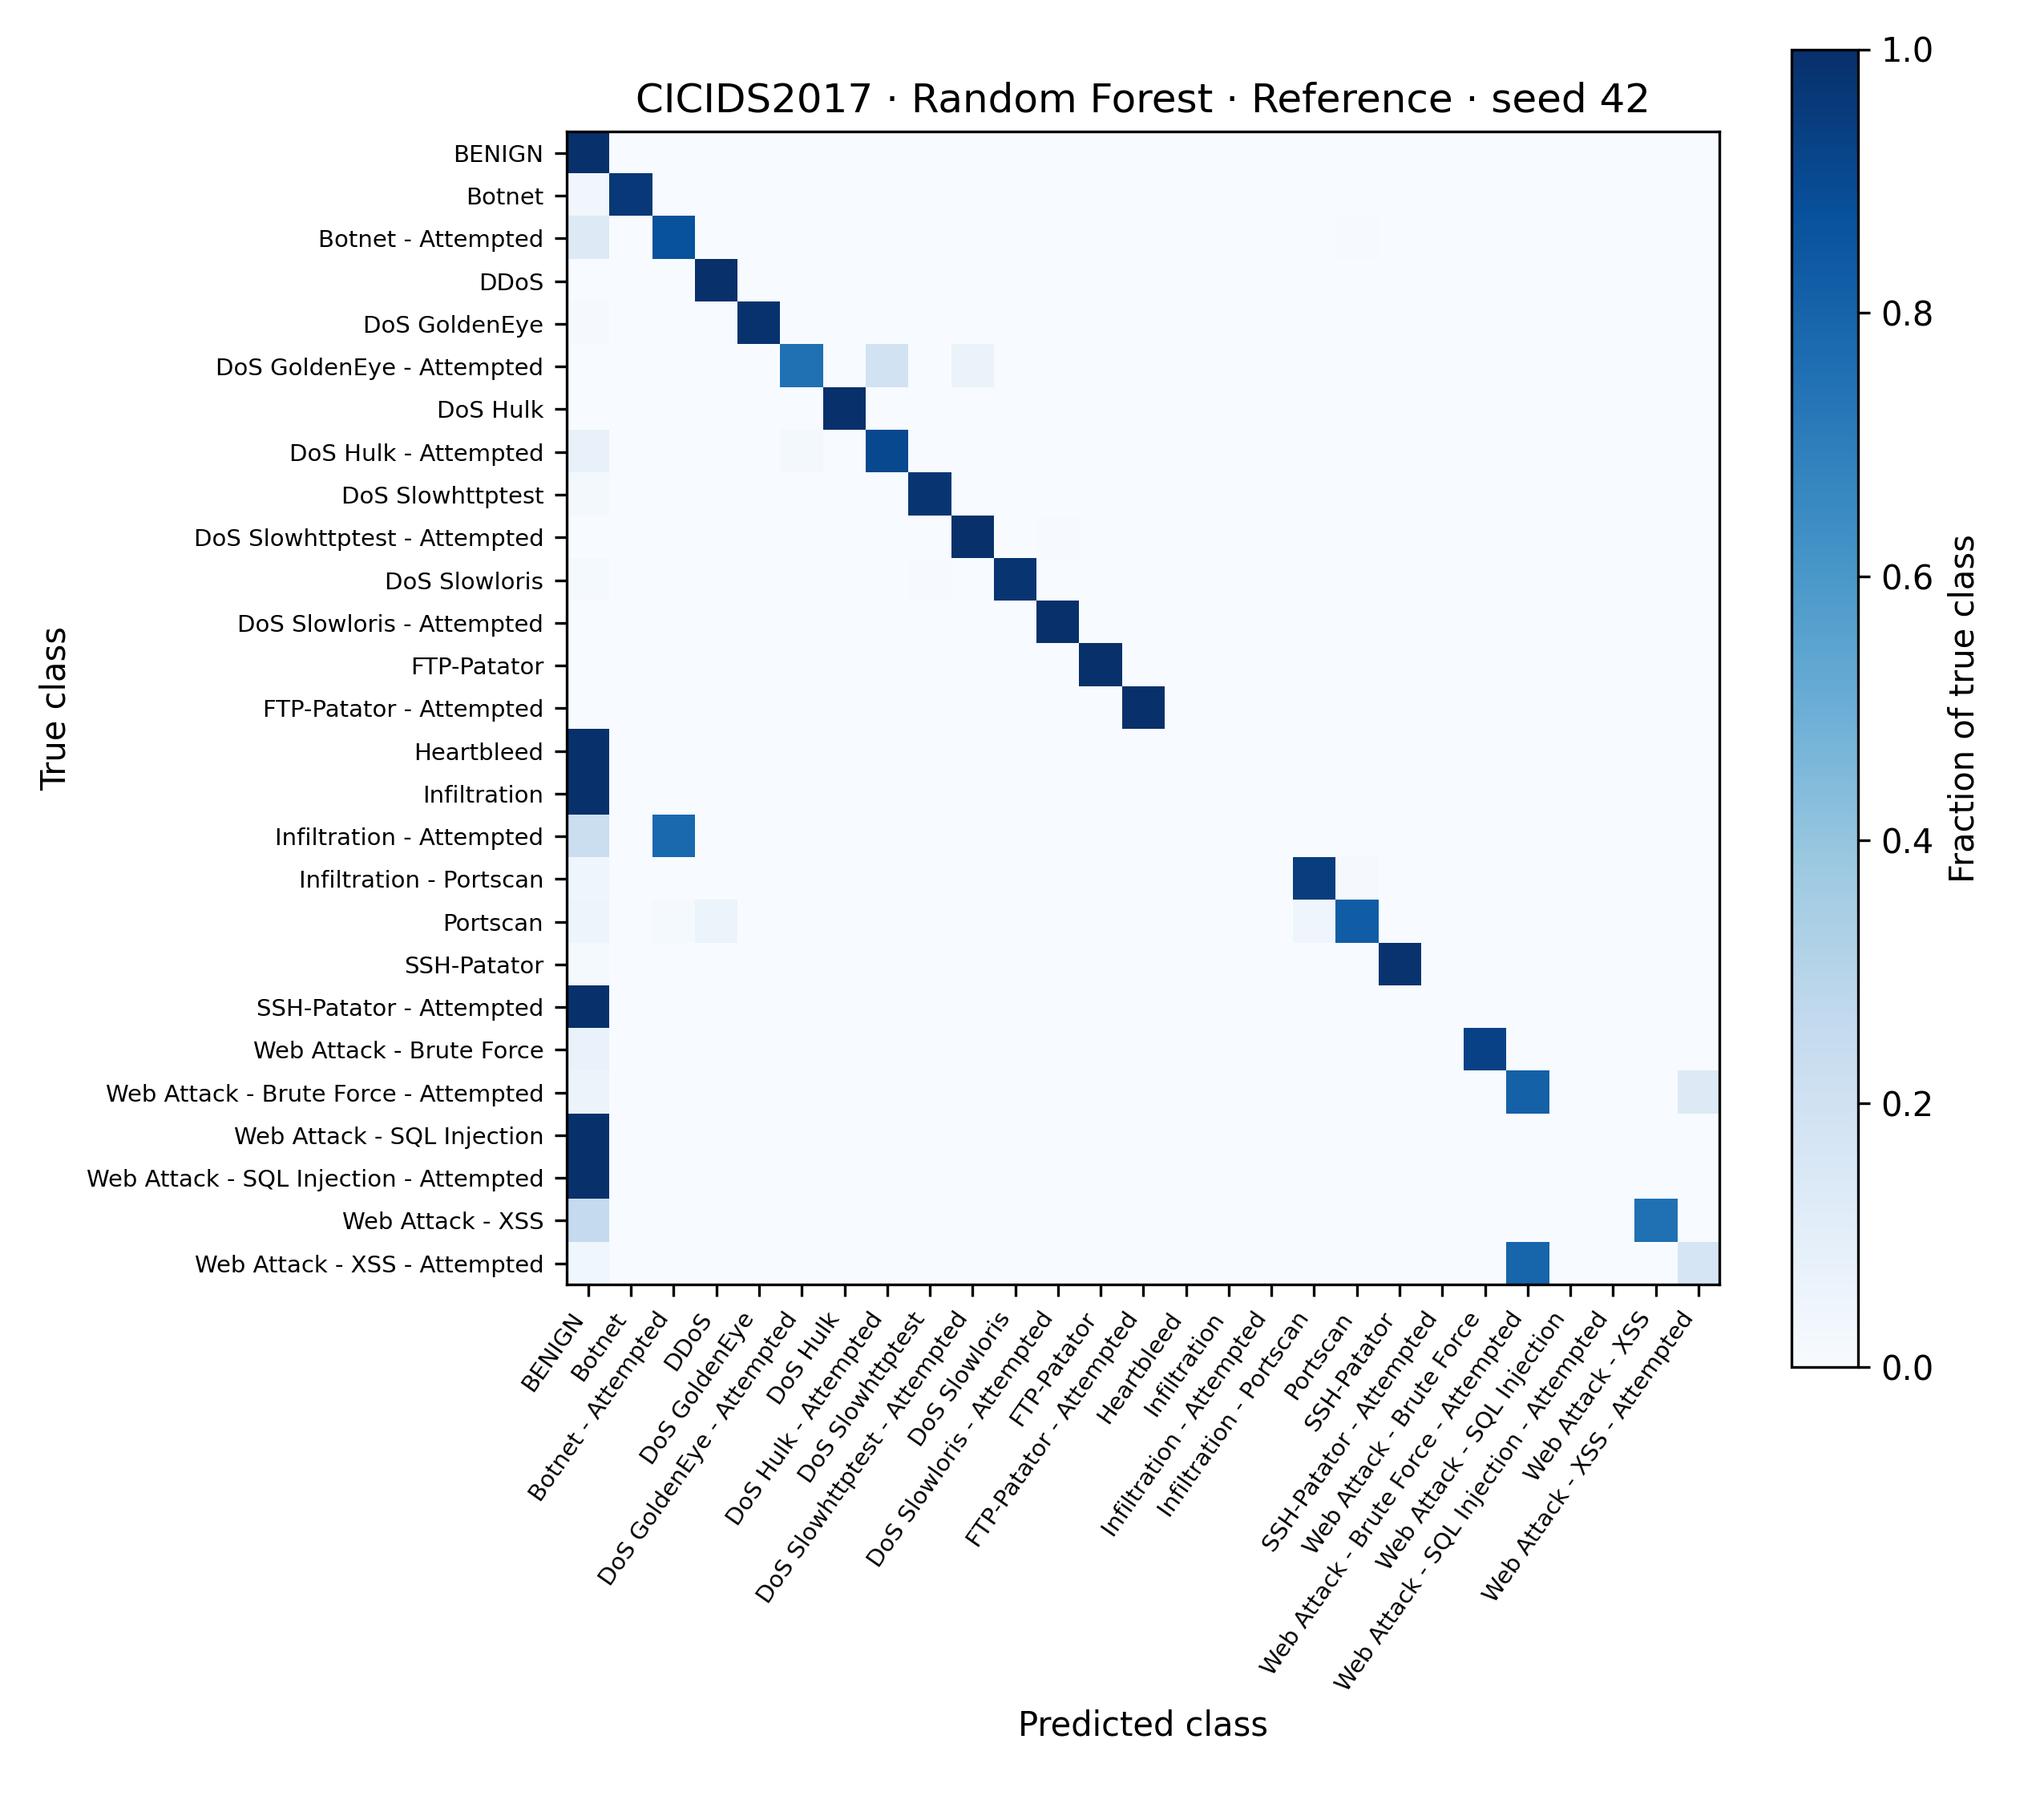 CICIDS2017 · Random Forest · Reference · seed 42
True class
BENIGN
Botnet
Botnet - Attempted
DDoS
DoS GoldenEye
DoS GoldenEye - Attempted
DoS Hulk
DoS Hulk - Attempted
DoS Slowhttptest
DoS Slowhttptest - Attempted
DoS Slowloris
DoS Slowloris - Attempted
FTP-Patator
FTP-Patator - Attempted
Heartbleed
Infiltration
Infiltration - Attempted
Infiltration - Portscan
Portscan
SSH-Patator
SSH-Patator - Attempted
Web Attack - Brute Force
Web Attack - Brute Force - Attempted
Web Attack - SQL Injection
Web Attack - SQL Injection - Attempted
Web Attack - XSS
Web Attack - XSS - Attempted
BENIGN
Botnet
Botnet - Attempted
DDoS
DoS GoldenEye
DoS GoldenEye - Attempted
DoS Hulk
DoS Hulk - Attempted
DoS Slowhttptest
DoS Slowhttptest - Attempted
DoS Slowloris
DoS Slowloris - Attempted
FTP-Patator
FTP-Patator - Attempted
Heartbleed
Infiltration
Infiltration - Attempted
Infiltration - Portscan
Portscan
SSH-Patator
SSH-Patator - Attempted
Web Attack - Brute Force
Web Attack - Brute Force - Attempted
Web Attack - SQL Injection
Web Attack - SQL Injection - Attempted
Web Attack - XSS
Web Attack - XSS - Attempted
Predicted class
1.0
0.8
0.6
0.4
0.2
0.0
Fraction of true class